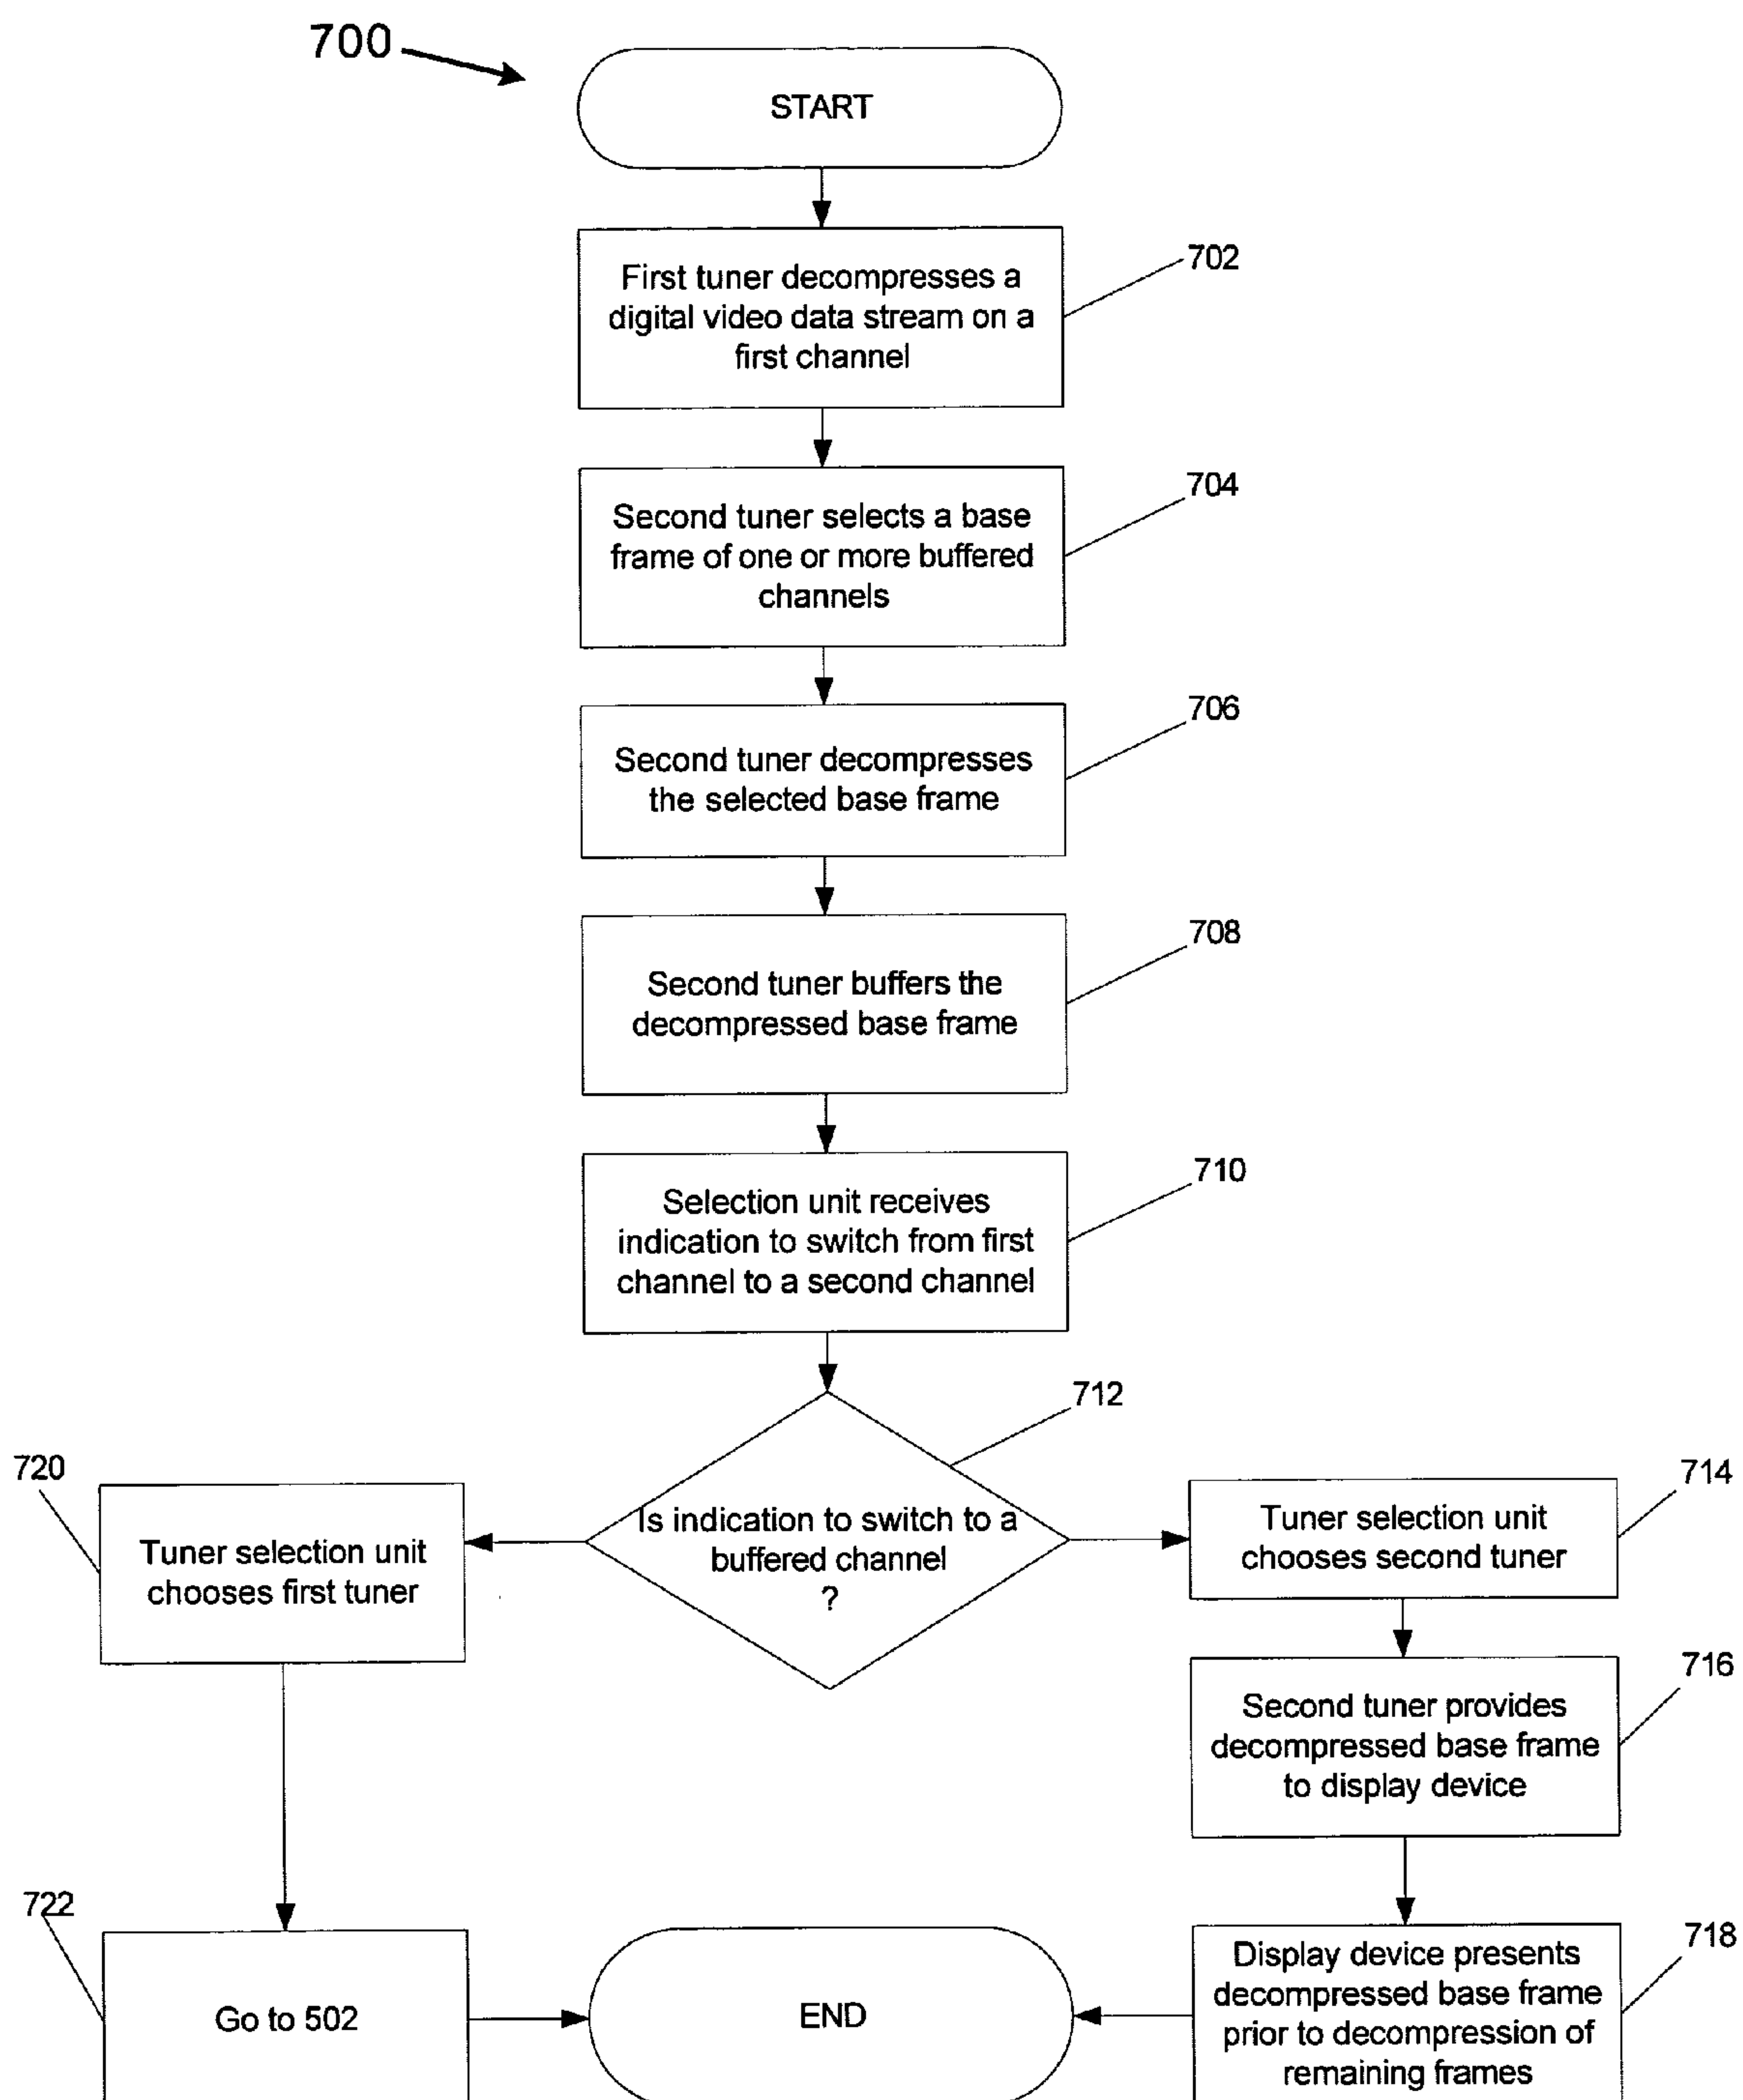 700
START
First tuner decompresses a
digital video data stream on a
first channel
702
Second tuner selects a base
frame of one or more buffered
channels
704
Second tuner decompresses
the selected base frame
706
Second tuner buffers the
decompressed base frame
708
Selection unit receives
indication to switch from first
channel to a second channel
710
Is indication to switch to a
buffered channel
?
712
720
Tuner selection unit
chooses first tuner
Tuner selection unit
chooses second tuner
714
Second tuner provides
decompressed base frame
to display device
716
722
Go to 502
END
Display device presents
decompressed base frame
prior to decompression of
remaining frames
718